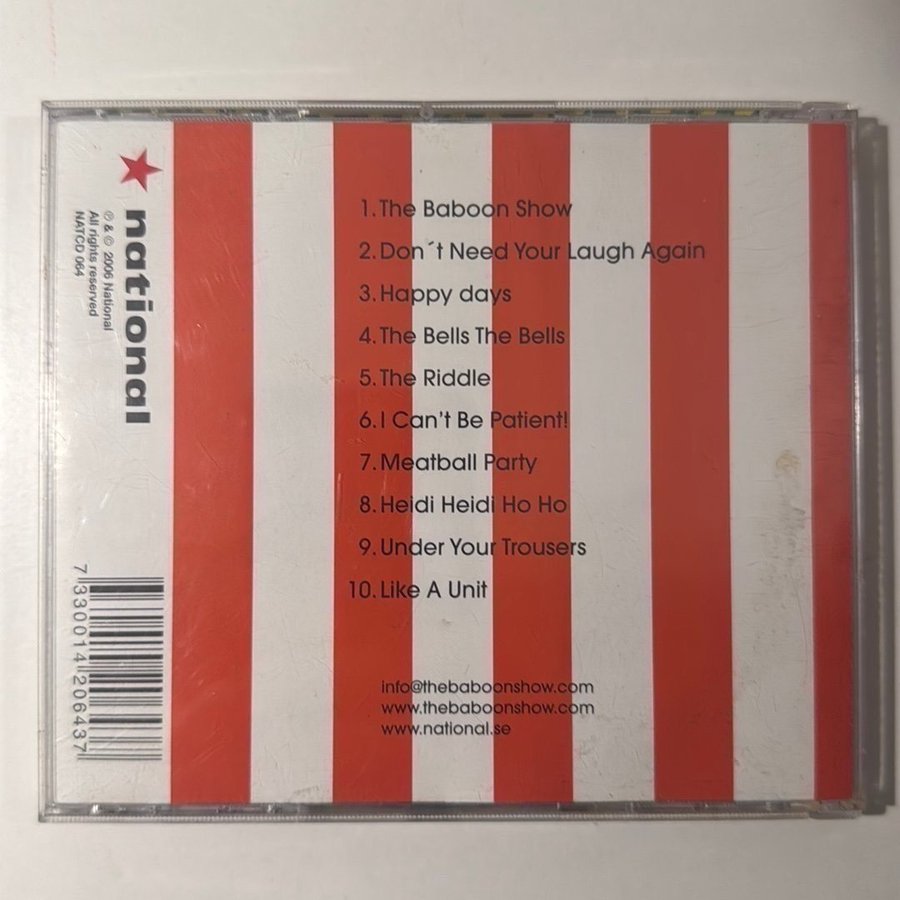 national
℗ & © 2006 National
All rights reserved
NATCD 064
7 330014 206437
1. The Baboon Show
2. Don´t Need Your Laugh Again
3. Happy days
4. The Bells The Bells
5. The Riddle
6. I Can't Be Patient!
7. Meatball Party
8. Heidi Heidi Ho Ho
9. Under Your Trousers
10. Like A Unit
info@thebaboonshow.com
www.thebaboonshow.com
www.national.se